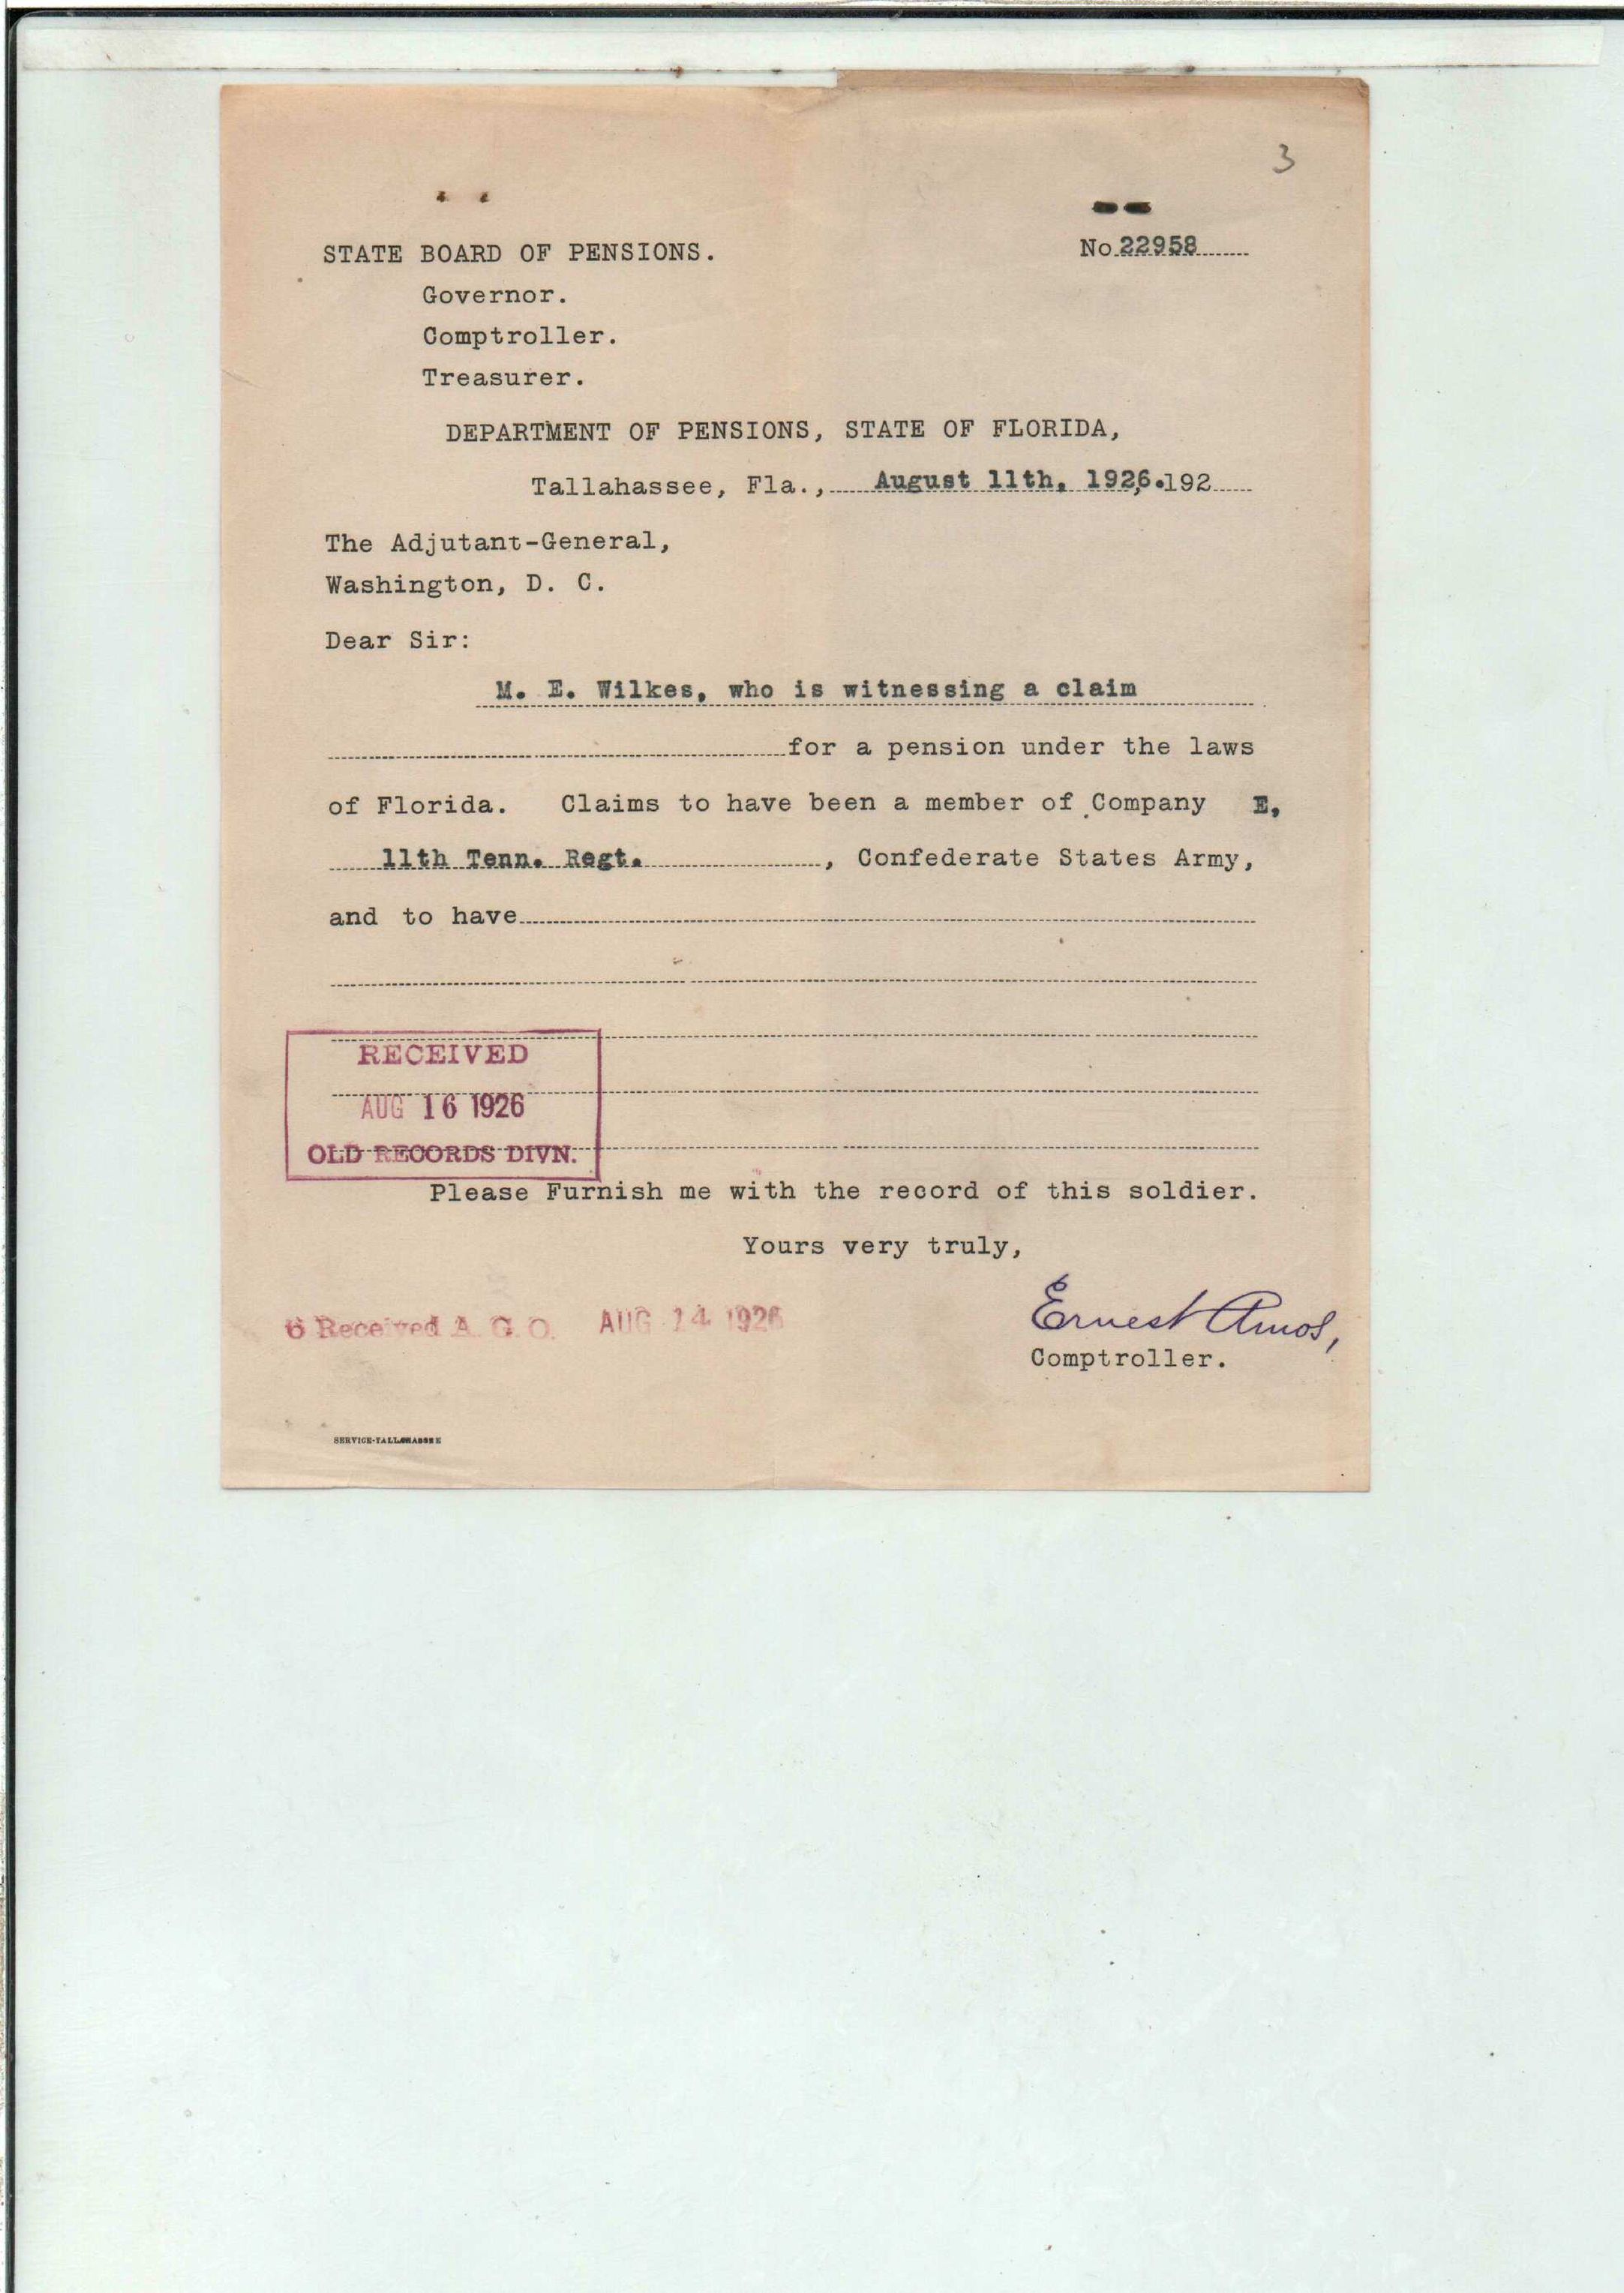 3
STATE BOARD OF PENSIONS.
No. 22958
Governor.
Comptroller.
Treasurer.
DEPARTMENT OF PENSIONS, STATE OF FLORIDA,
Tallahassee, Fla., August 11th, 1926. 192
The Adjutant-General,
Washington, D. C.
Dear Sir:
M. E. Wilkes, who is witnessing a claim
for a pension under the laws
of Florida. Claims to have been a member of Company E,
11th Tenn. Regt. , Confederate States Army,
and to have
RECEIVED
AUG 16 1926
OLD RECORDS DIVN.
Please Furnish me with the record of this soldier.
Yours very truly,
6 Received A. G. O. AUG 14 1926
Ernest Amos,
Comptroller.
SERVICE-TALLAHASSEE